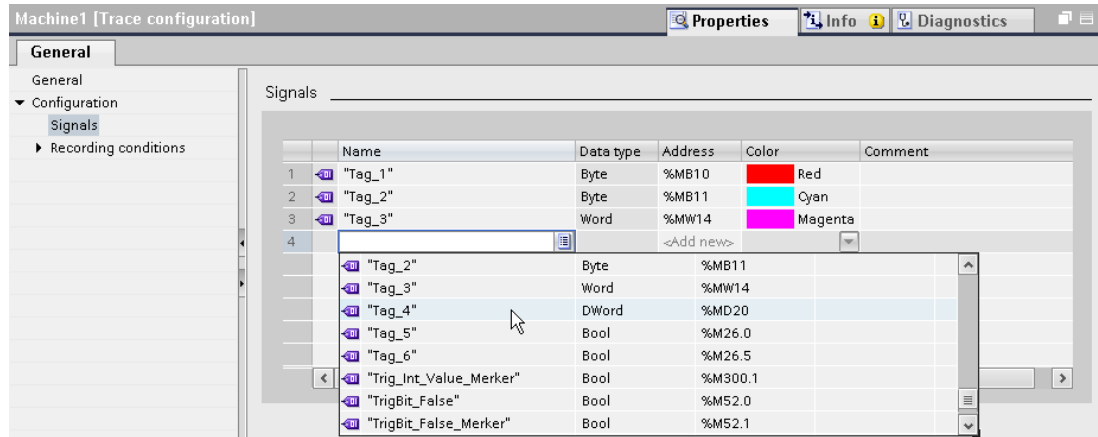 Machine1 [Trace configuration]
Properties Info Diagnostics
General
General
Configuration
Signals
Recording conditions
Signals
Name Data type Address Color Comment
1 "Tag_1" Byte %MB10 Red
2 "Tag_2" Byte %MB11 Cyan
3 "Tag_3" Word %MW14 Magenta
4 <Add new>
"Tag_2" Byte %MB11
"Tag_3" Word %MW14
"Tag_4" DWord %MD20
"Tag_5" Bool %M26.0
"Tag_6" Bool %M26.5
"Trig_Int_Value_Merker" Bool %M300.1
"TrigBit_False" Bool %M52.0
"TrigBit_False_Merker" Bool %M52.1